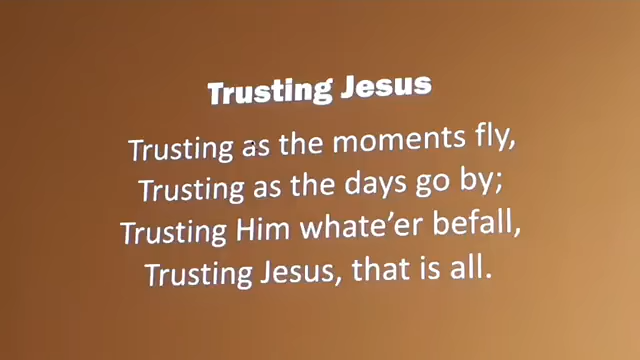 Trusting Jesus
Trusting as the moments fly,
Trusting as the days go by;
Trusting Him whate’er befall,
Trusting Jesus, that is all.